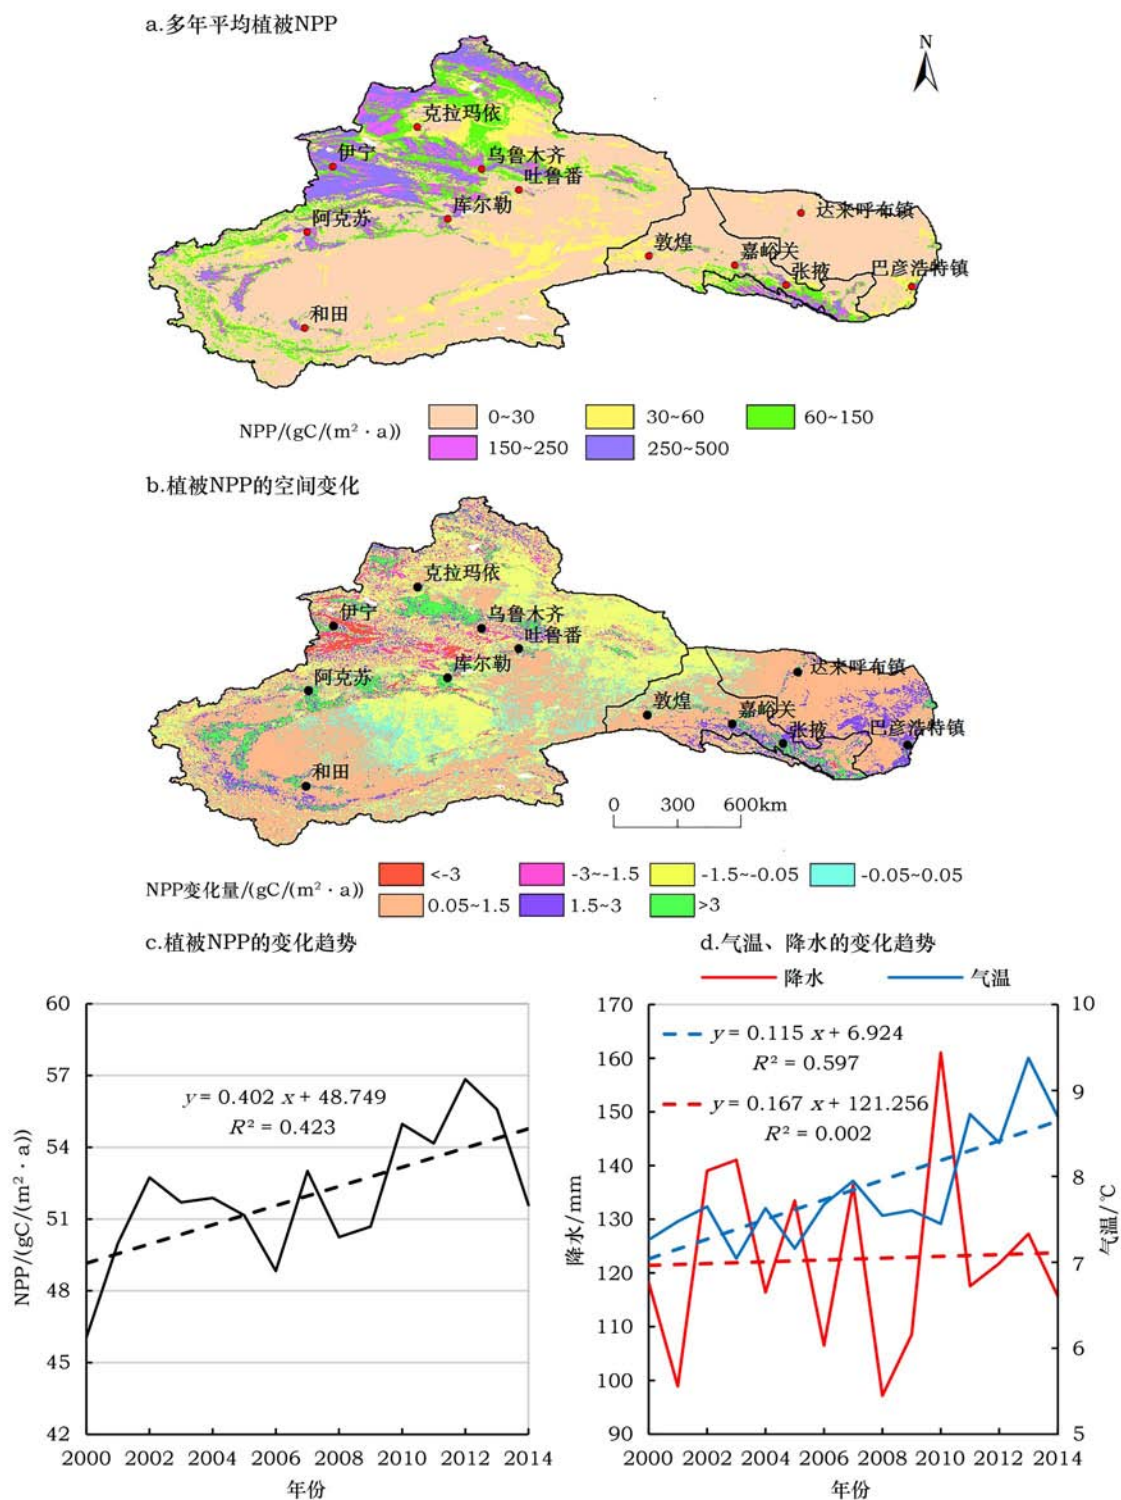 a.多年平均植被NPP
N
克拉玛依
伊宁
乌鲁木齐
吐鲁番
库尔勒
阿克苏
达来呼布镇
敦煌
嘉峪关
张掖
巴彦浩特镇
和田
NPP/(gC/(m²·a))
0~30
30~60
60~150
150~250
250~500
b.植被NPP的空间变化
克拉玛依
伊宁
乌鲁木齐
吐鲁番
库尔勒
阿克苏
达来呼布镇
敦煌
嘉峪关
张掖
巴彦浩特镇
和田
0 300 600km
NPP变化量/(gC/(m²·a))
<-3
-3~-1.5
-1.5~-0.05
-0.05~0.05
0.05~1.5
1.5~3
>3
c.植被NPP的变化趋势
60
57
54
51
48
45
42
NPP/(gC/(m²·a))
y = 0.402 x + 48.749
R² = 0.423
2000 2002 2004 2006 2008 2010 2012 2014
年份
d.气温、降水的变化趋势
降水
气温
170
160
150
140
130
120
110
100
90
降水/mm
y = 0.115 x + 6.924
R² = 0.597
y = 0.167 x + 121.256
R² = 0.002
10
9
8
7
6
5
气温/℃
2000 2002 2004 2006 2008 2010 2012 2014
年份